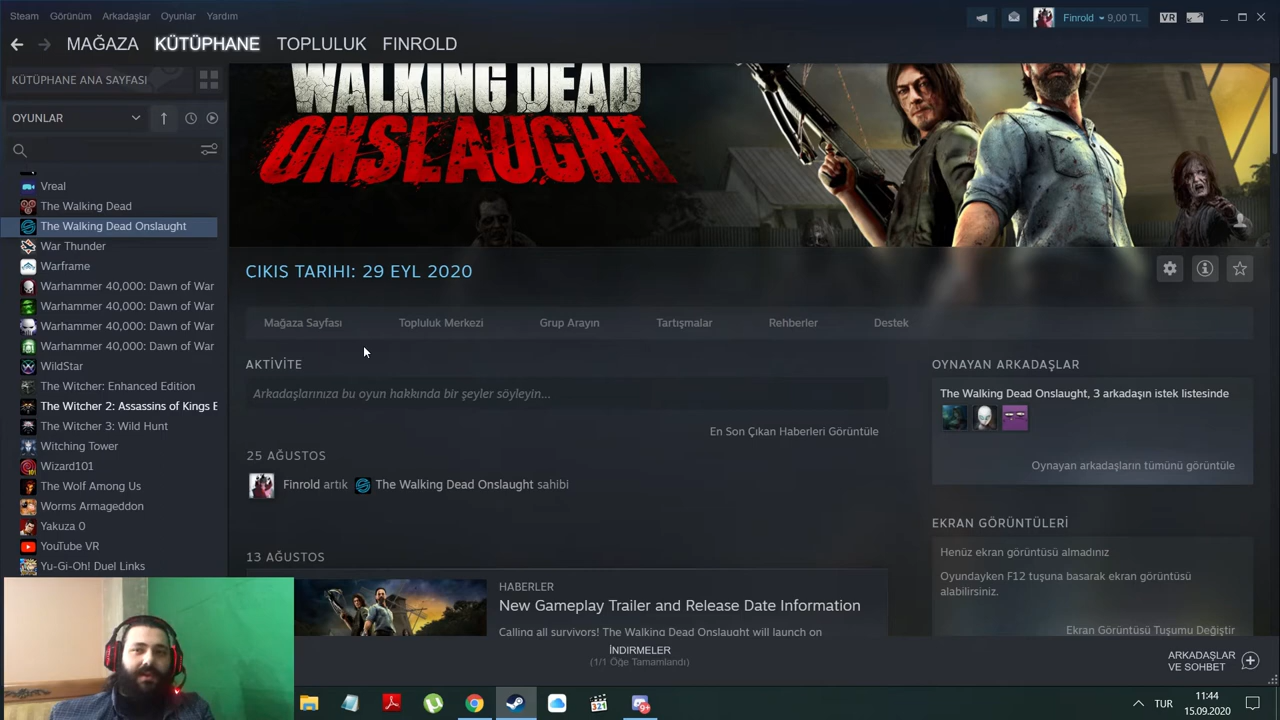 Steam Görünüm Arkadaşlar Oyunlar Yardım
Finrold 9,00 TL
VR
MAĞAZA KÜTÜPHANE TOPLULUK FINROLD
KÜTÜPHANE ANA SAYFASI
OYUNLAR
Vreal
The Walking Dead
The Walking Dead Onslaught
War Thunder
Warframe
Warhammer 40,000: Dawn of War
Warhammer 40,000: Dawn of War
Warhammer 40,000: Dawn of War
Warhammer 40,000: Dawn of War
WildStar
The Witcher: Enhanced Edition
The Witcher 2: Assassins of Kings E
The Witcher 3: Wild Hunt
Witching Tower
Wizard101
The Wolf Among Us
Worms Armageddon
Yakuza 0
YouTube VR
Yu-Gi-Oh! Duel Links
WALKING DEAD
ONSLAUGHT
CIKIS TARIHI: 29 EYL 2020
Mağaza Sayfası Topluluk Merkezi Grup Arayın Tartışmalar Rehberler Destek
AKTİVİTE
Arkadaşlarınıza bu oyun hakkında bir şeyler söyleyin...
En Son Çıkan Haberleri Görüntüle
25 AĞUSTOS
Finrold artık The Walking Dead Onslaught sahibi
13 AĞUSTOS
HABERLER
New Gameplay Trailer and Release Date Information
Calling all survivors! The Walking Dead Onslaught will launch on
OYNAYAN ARKADAŞLAR
The Walking Dead Onslaught, 3 arkadaşın istek listesinde
Oynayan arkadaşların tümünü görüntüle
EKRAN GÖRÜNTÜLERİ
Henüz ekran görüntüsü almadınız
Oyundayken F12 tuşuna basarak ekran görüntüsü
alabilirsiniz.
Ekran Görüntüsü Tuşumu Değiştir
İNDİRMELER
(1/1 Öğe Tamamlandı)
ARKADAŞLAR
VE SOHBET
321
9+
TUR
11:44
15.09.2020